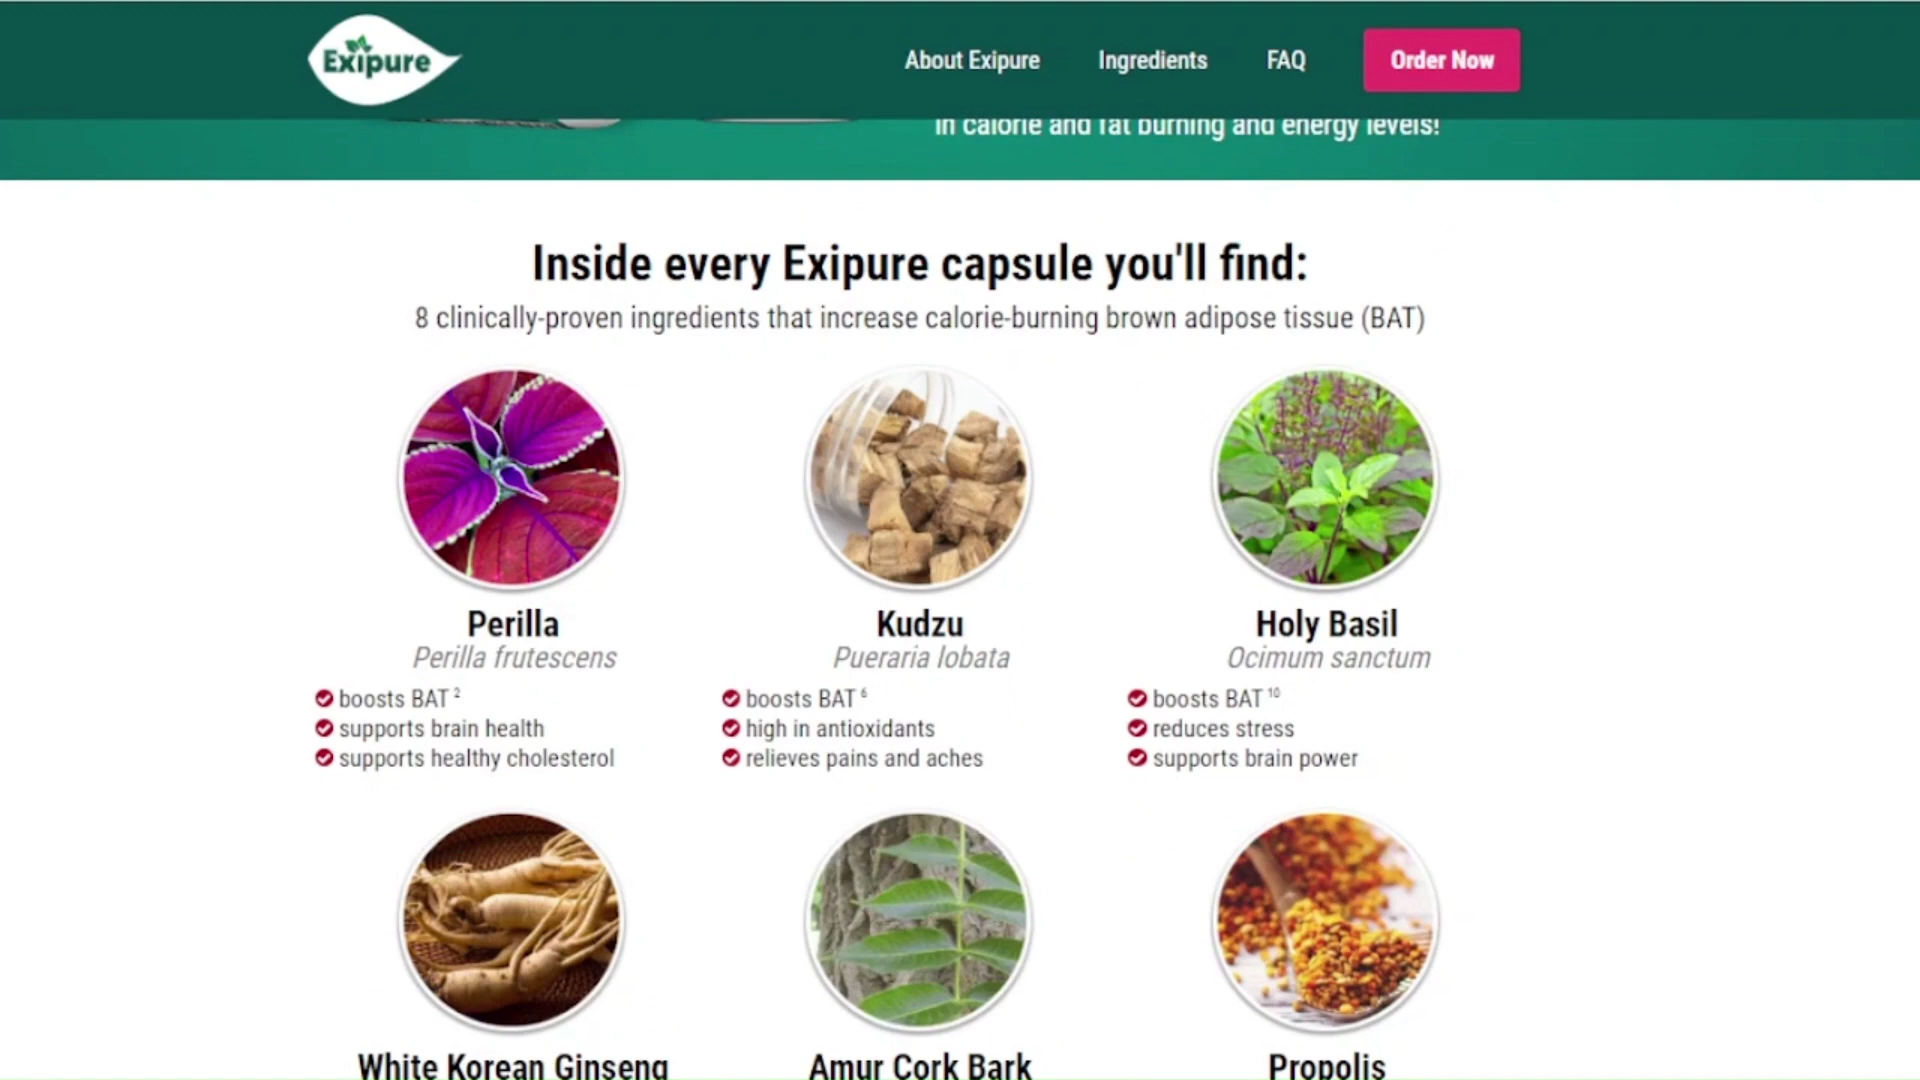 Exipure
About Exipure
Ingredients
FAQ
Order Now
in calorie and fat burning and energy levels!
Inside every Exipure capsule you'll find:
8 clinically-proven ingredients that increase calorie-burning brown adipose tissue (BAT)
Perilla
Perilla frutescens
boosts BAT 2
supports brain health
supports healthy cholesterol
Kudzu
Pueraria lobata
boosts BAT 6
high in antioxidants
relieves pains and aches
Holy Basil
Ocimum sanctum
boosts BAT 10
reduces stress
supports brain power
White Korean Ginseng
Amur Cork Bark
Propolis